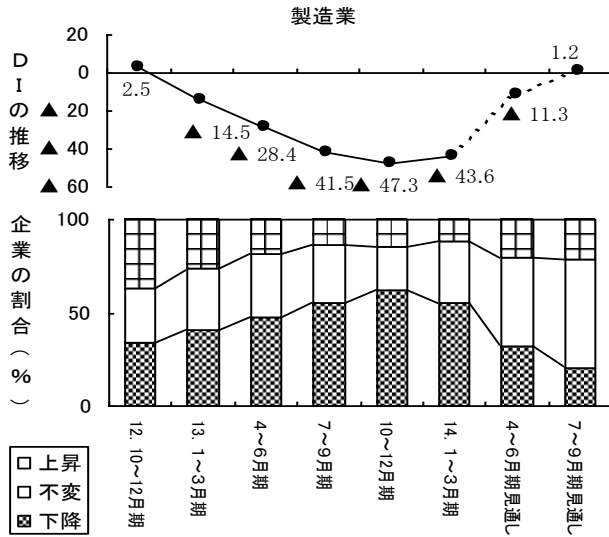 製造業
DIの推移
20
0
▲ 20
▲ 40
▲ 60
2.5
▲ 14.5
▲ 28.4
▲ 41.5
▲ 47.3
▲ 43.6
▲ 11.3
1.2
企業の割合(%)
100
50
0
12. 10~12月期
13. 1~3月期
4~6月期
7~9月期
10~12月期
14. 1~3月期
4~6月期見通し
7~9月期見通し
上昇
不変
下降